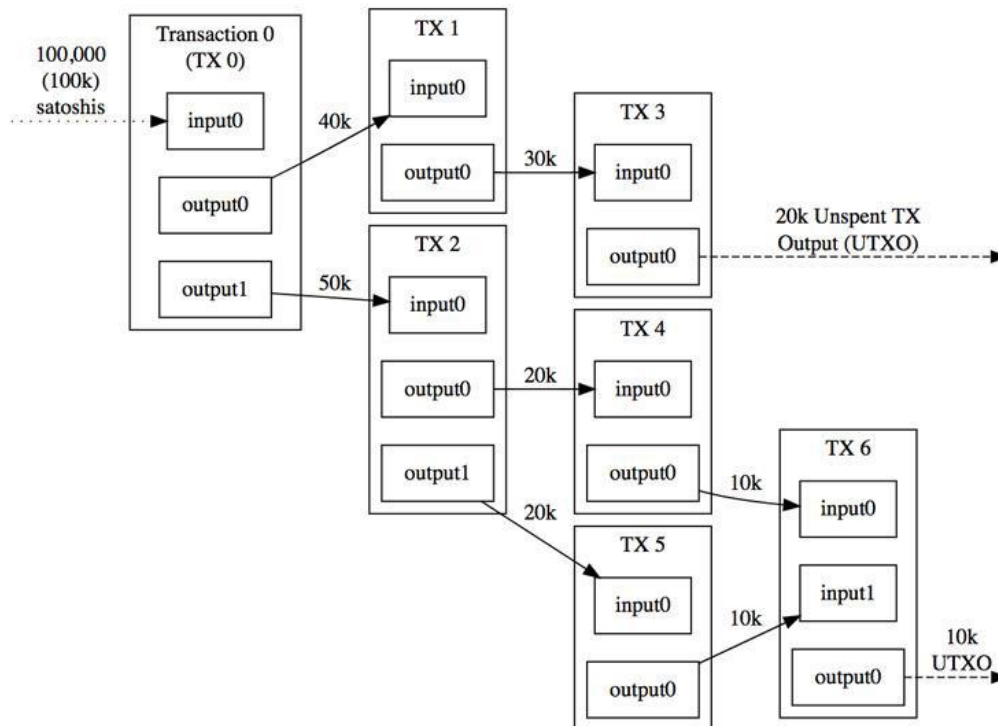 100,000
(100k)
satoshis
Transaction 0
(TX 0)
input0
output0
output1
40k
50k
TX 1
input0
output0
30k
TX 2
input0
output0
output1
20k
20k
TX 3
input0
output0
20k Unspent TX
Output (UTXO)
TX 4
input0
output0
10k
TX 5
input0
output0
10k
TX 6
input0
input1
output0
10k
UTXO